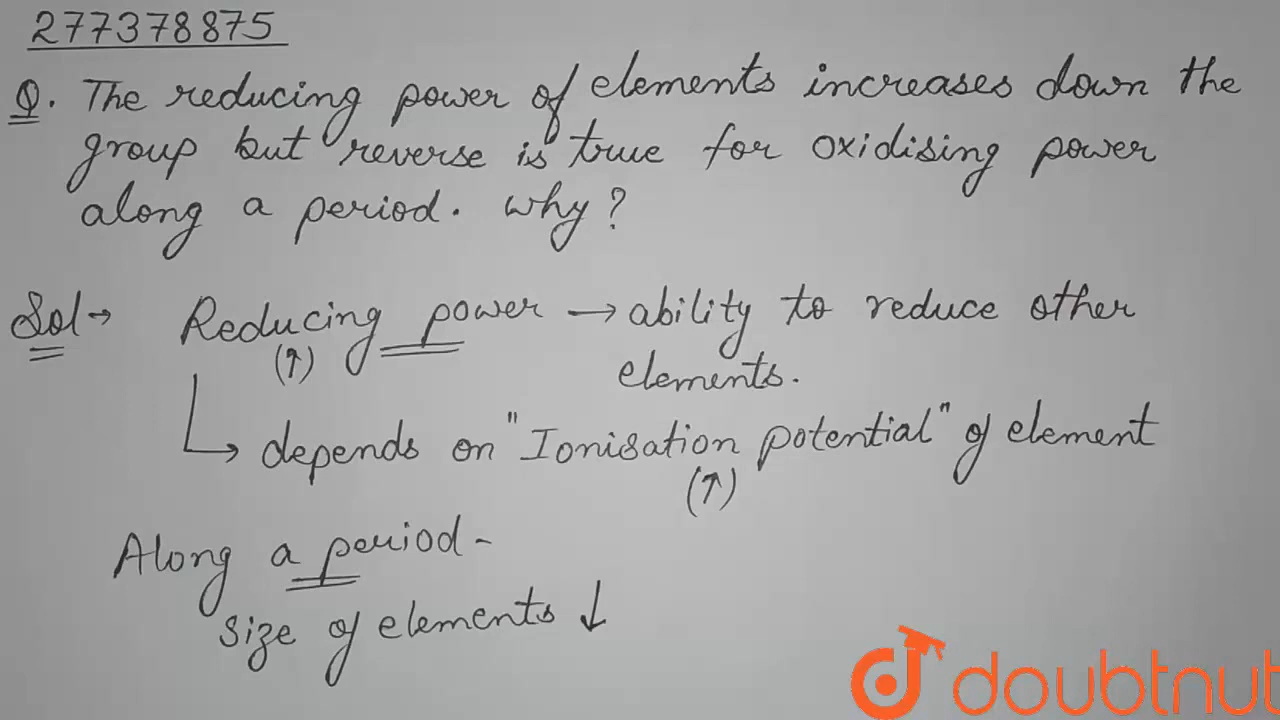 277378875
Q. The reducing power of elements increases down the
group but reverse is true for oxidising power
along a period. Why?
Sol→ Reducing power → ability to reduce other
(↑)
elements.
↳ depends on "Ionisation potential" of element
(↑)
Along a period -
Size of elements ↓
doubtnut